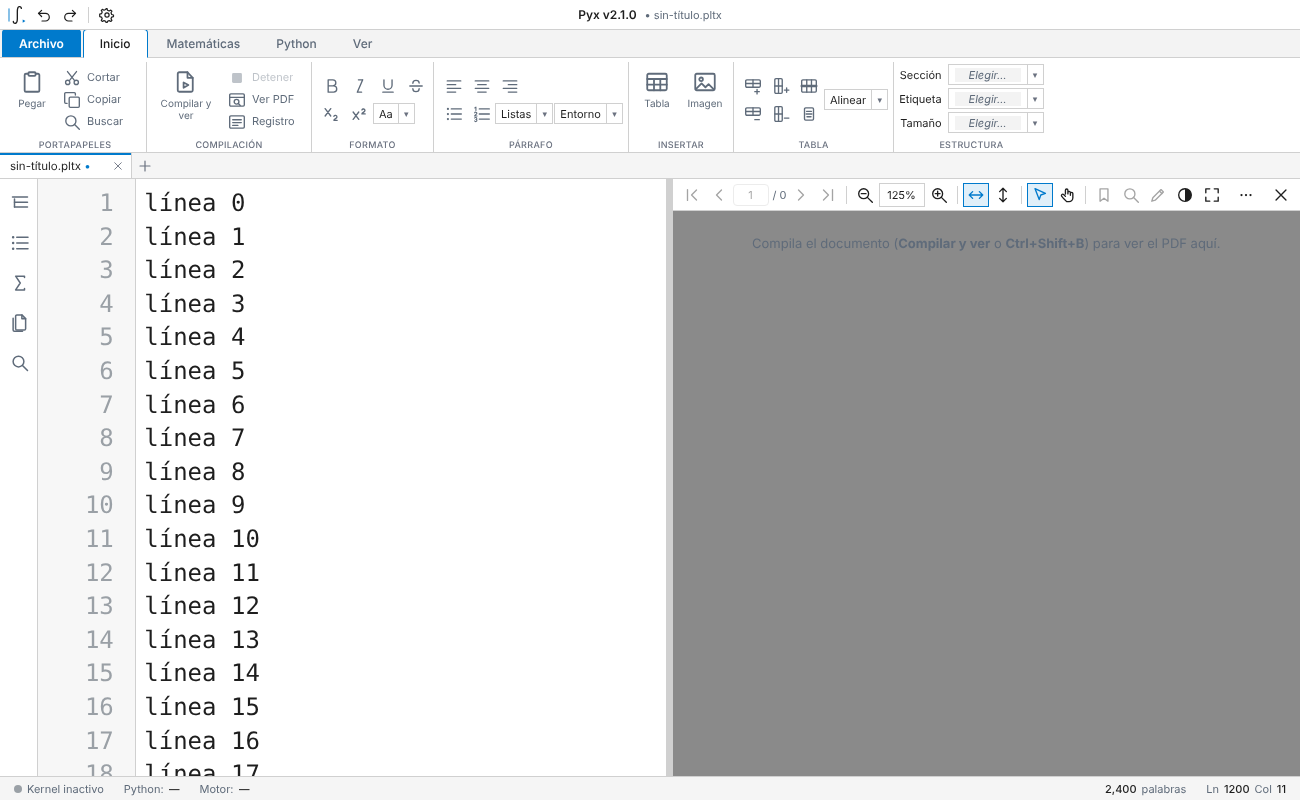 Pyx v2.1.0 • sin-título.pltx
Archivo Inicio Matemáticas Python Ver
Pegar
Cortar
Copiar
Buscar
PORTAPAPELES
Compilar y ver
Detener
Ver PDF
Registro
COMPILACIÓN
B I U S
X₂ X² Aa
FORMATO
Listas Entorno
PÁRRAFO
Tabla Imagen
INSERTAR
Alinear
TABLA
Sección Elegir...
Etiqueta Elegir...
Tamaño Elegir...
ESTRUCTURA
sin-título.pltx •
1 línea 0
2 línea 1
3 línea 2
4 línea 3
5 línea 4
6 línea 5
7 línea 6
8 línea 7
9 línea 8
10 línea 9
11 línea 10
12 línea 11
13 línea 12
14 línea 13
15 línea 14
16 línea 15
17 línea 16
18 línea 17
1 / 0 125%
Compila el documento (Compilar y ver o Ctrl+Shift+B) para ver el PDF aquí.
Kernel inactivo Python: — Motor: — 2,400 palabras Ln 1200 Col 11